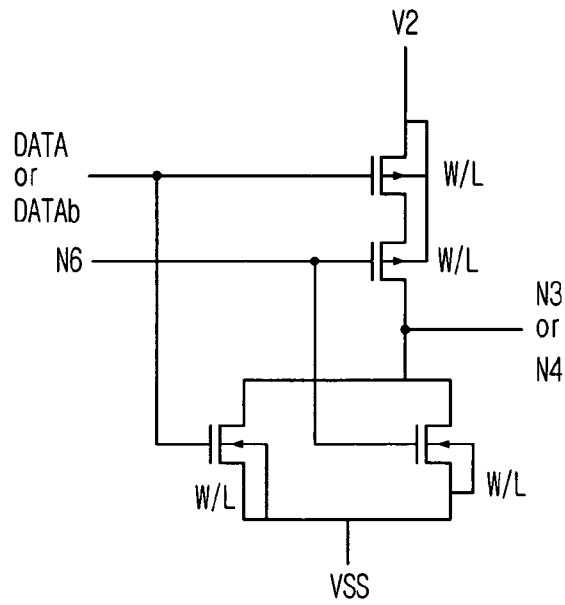 V2
DATA
or
DATAb
W/L
N6
W/L
N3
or
N4
W/L
W/L
VSS